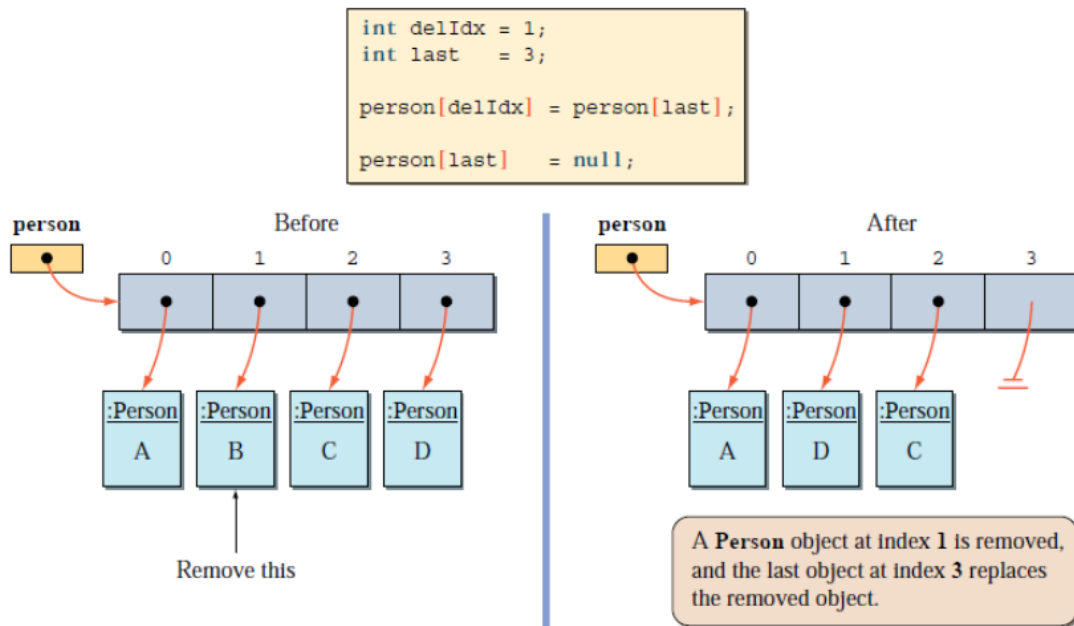 int delIdx = 1;
int last   = 3;
person[delIdx] = person[last];
person[last]   = null;
person
Before
0 1 2 3
:Person :Person :Person :Person
A B C D
Remove this
person
After
0 1 2 3
:Person :Person :Person
A D C
A Person object at index 1 is removed,
and the last object at index 3 replaces
the removed object.